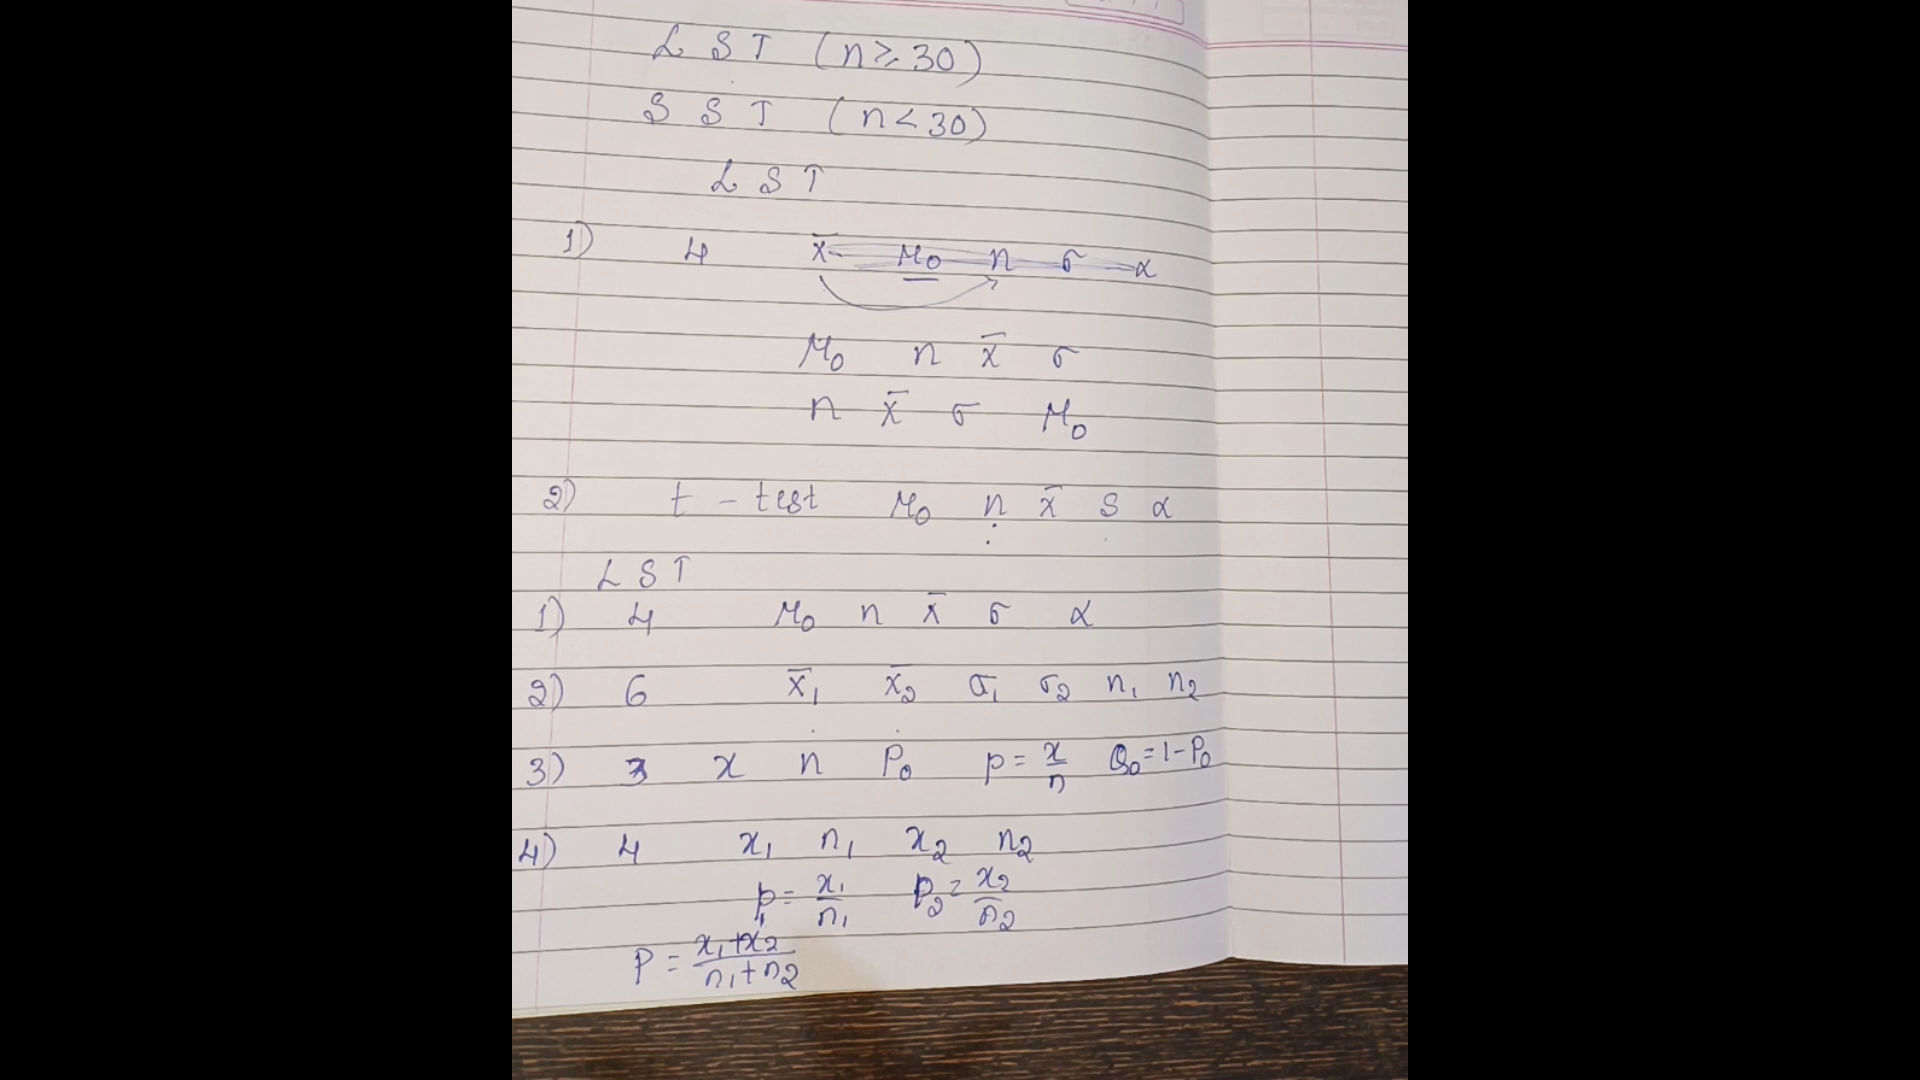 L S T (n ≥ 30)
S S T (n < 30)
L S T
1) 4 x̄ μ₀ n σ α
μ₀ n x̄ σ
n x̄ σ μ₀
2) t - test μ₀ n x̄ s α
L S T
1) 4 μ₀ n x̄ σ α
2) 6 x̄₁ x̄₂ σ₁ σ₂ n₁ n₂
3) 3 x n P₀ p = x/n Q₀ = 1 - P₀
4) 4 x₁ n₁ x₂ n₂
p₁ = x₁/n₁ p₂ = x₂/n₂
P = x₁+x₂/n₁+n₂